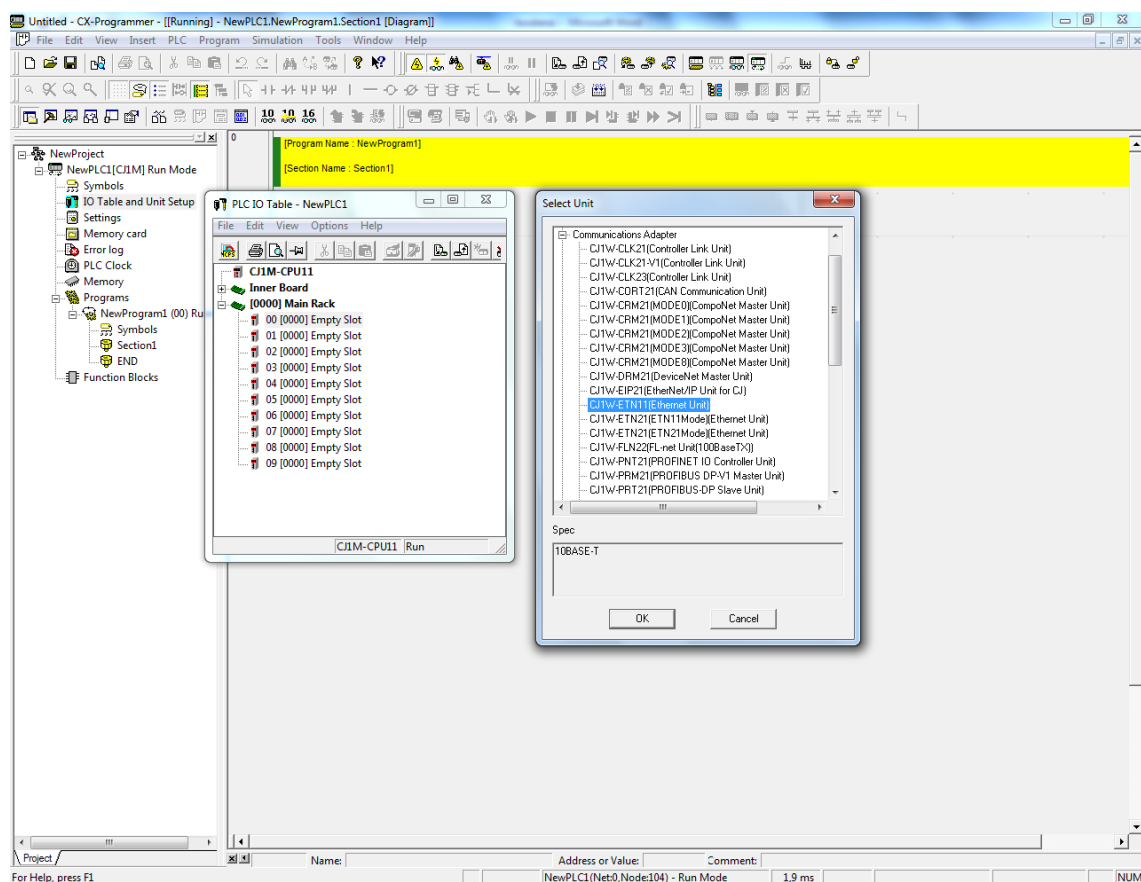 Untitled - CX-Programmer - [[Running] - NewPLC1.NewProgram1.Section1 [Diagram]]
File Edit View Insert PLC Program Simulation Tools Window Help
10 10 16
NewProject
NewPLC1[CJ1M] Run Mode
Symbols
IO Table and Unit Setup
Settings
Memory card
Error log
PLC Clock
Memory
Programs
NewProgram1 (00) Ru
Symbols
Section1
END
Function Blocks
Project
0
[Program Name : NewProgram1]
[Section Name : Section1]
PLC IO Table - NewPLC1
File Edit View Options Help
CJ1M-CPU11
Inner Board
[0000] Main Rack
00 [0000] Empty Slot
01 [0000] Empty Slot
02 [0000] Empty Slot
03 [0000] Empty Slot
04 [0000] Empty Slot
05 [0000] Empty Slot
06 [0000] Empty Slot
07 [0000] Empty Slot
08 [0000] Empty Slot
09 [0000] Empty Slot
CJ1M-CPU11 Run
Select Unit
Communications Adapter
CJ1W-CLK21(Controller Link Unit)
CJ1W-CLK21-V1(Controller Link Unit)
CJ1W-CLK23(Controller Link Unit)
CJ1W-CORT21(CAN Communication Unit)
CJ1W-CRM21(MODE0)(CompoNet Master Unit)
CJ1W-CRM21(MODE1)(CompoNet Master Unit)
CJ1W-CRM21(MODE2)(CompoNet Master Unit)
CJ1W-CRM21(MODE3)(CompoNet Master Unit)
CJ1W-CRM21(MODE8)(CompoNet Master Unit)
CJ1W-DRM21(DeviceNet Master Unit)
CJ1W-EIP21(EtherNet/IP Unit for CJ)
CJ1W-ETN11(Ethernet Unit)
CJ1W-ETN21(ETN11Mode)(Ethernet Unit)
CJ1W-ETN21(ETN21Mode)(Ethernet Unit)
CJ1W-FLN22(FL-net Unit(100BaseTX))
CJ1W-PNT21(PROFINET IO Controller Unit)
CJ1W-PRM21(PROFIBUS DP-V1 Master Unit)
CJ1W-PRT21(PROFIBUS-DP Slave Unit)
Spec
10BASE-T
OK Cancel
Name: Address or Value: Comment:
For Help, press F1 NewPLC1(Net:0,Node:104) - Run Mode 1,9 ms NUM